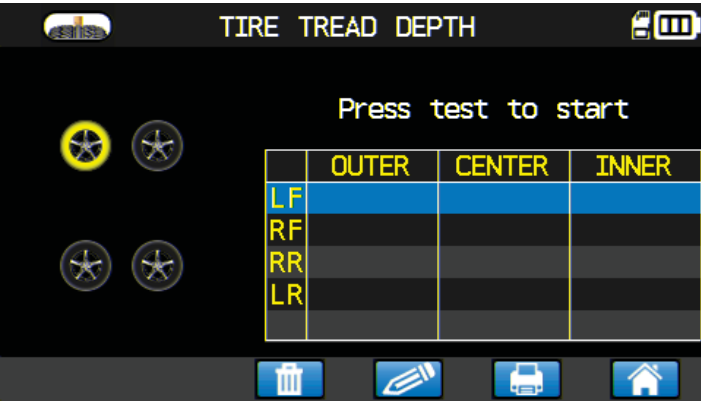 TIRE TREAD DEPTH
Press test to start
OUTER CENTER INNER
LF
RF
RR
LR